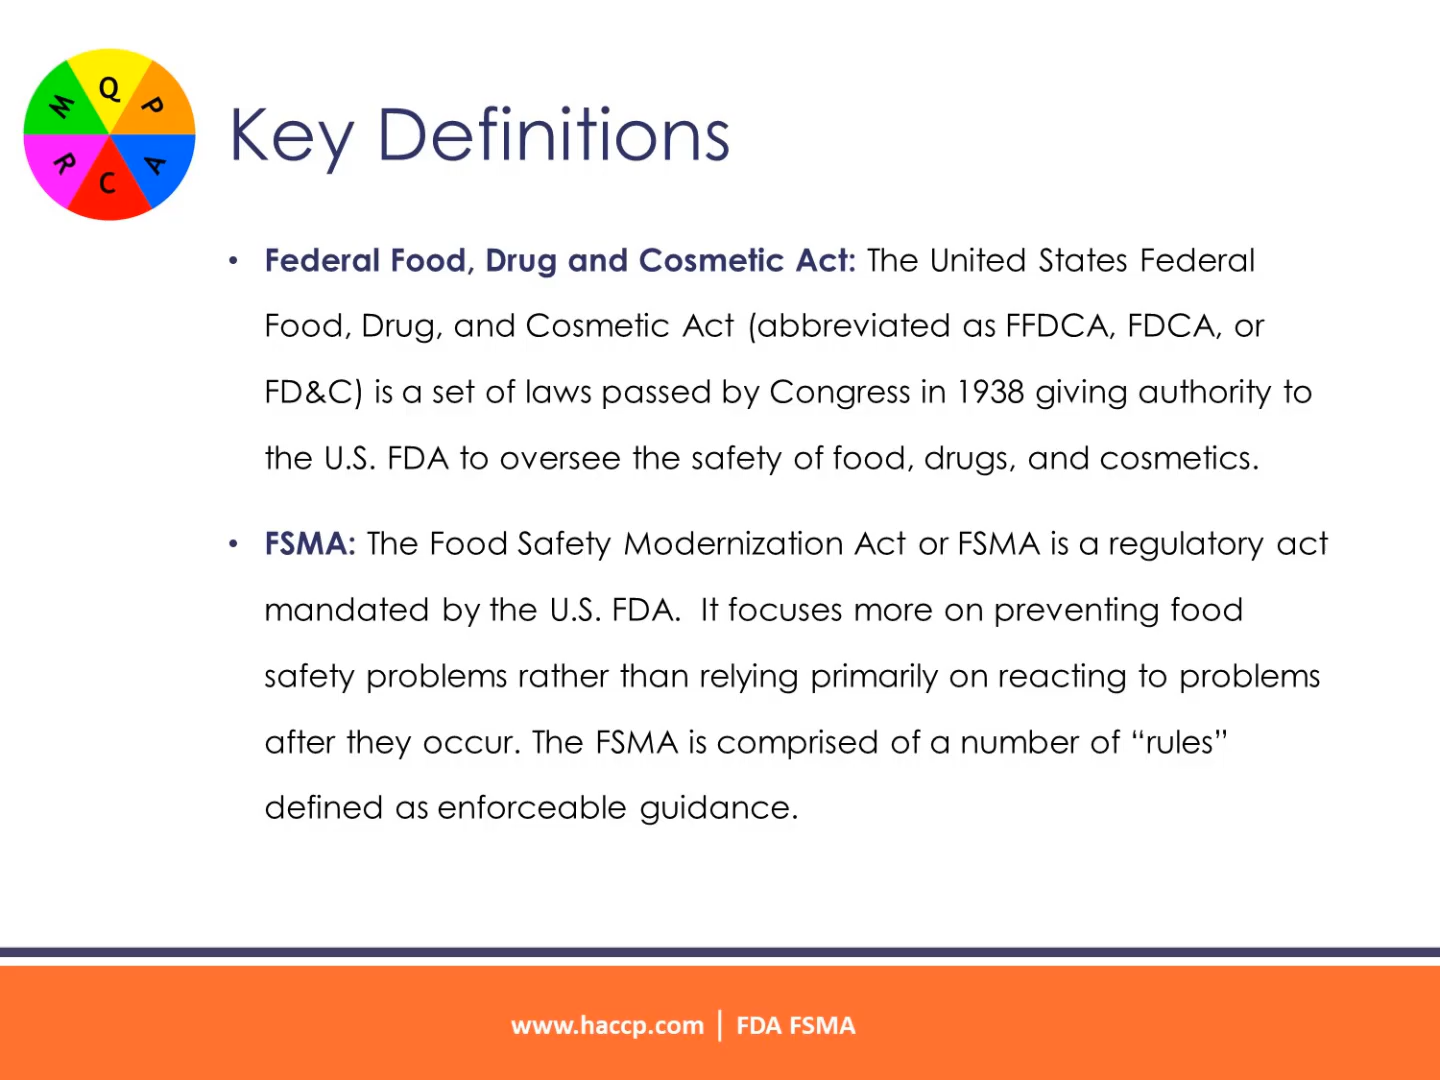 Q
P
A
C
R
W
Key Definitions
• Federal Food, Drug and Cosmetic Act: The United States Federal
Food, Drug, and Cosmetic Act (abbreviated as FFDCA, FDCA, or
FD&C) is a set of laws passed by Congress in 1938 giving authority to
the U.S. FDA to oversee the safety of food, drugs, and cosmetics.
• FSMA: The Food Safety Modernization Act or FSMA is a regulatory act
mandated by the U.S. FDA.  It focuses more on preventing food
safety problems rather than relying primarily on reacting to problems
after they occur. The FSMA is comprised of a number of “rules”
defined as enforceable guidance.
www.haccp.com | FDA FSMA